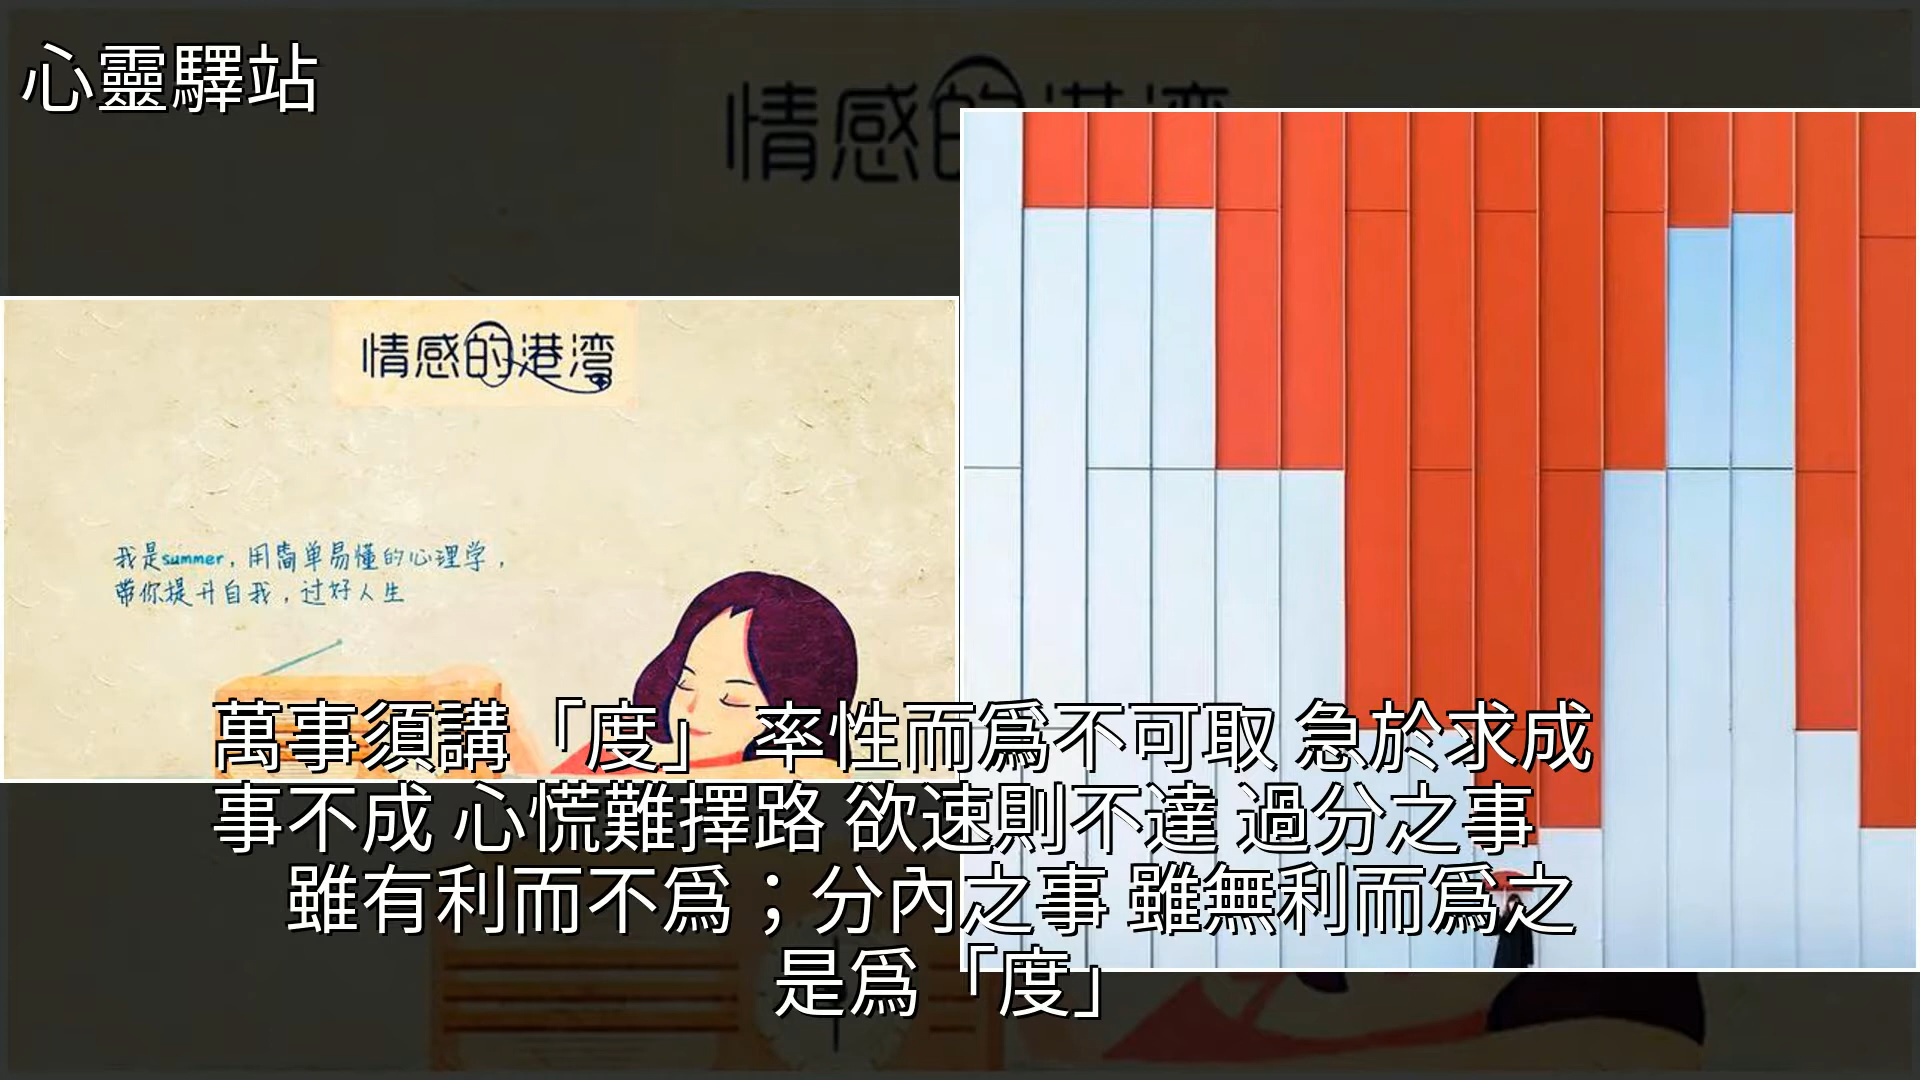 心靈驛站
情感的港湾
情感的港湾
我是summer，用简单易懂的心理学，
带你提升自我，过好人生
萬事須講「度」 率性而爲不可取 急於求成
事不成 心慌難擇路 欲速則不達 過分之事
雖有利而不爲；分內之事 雖無利而爲之
是爲「度」